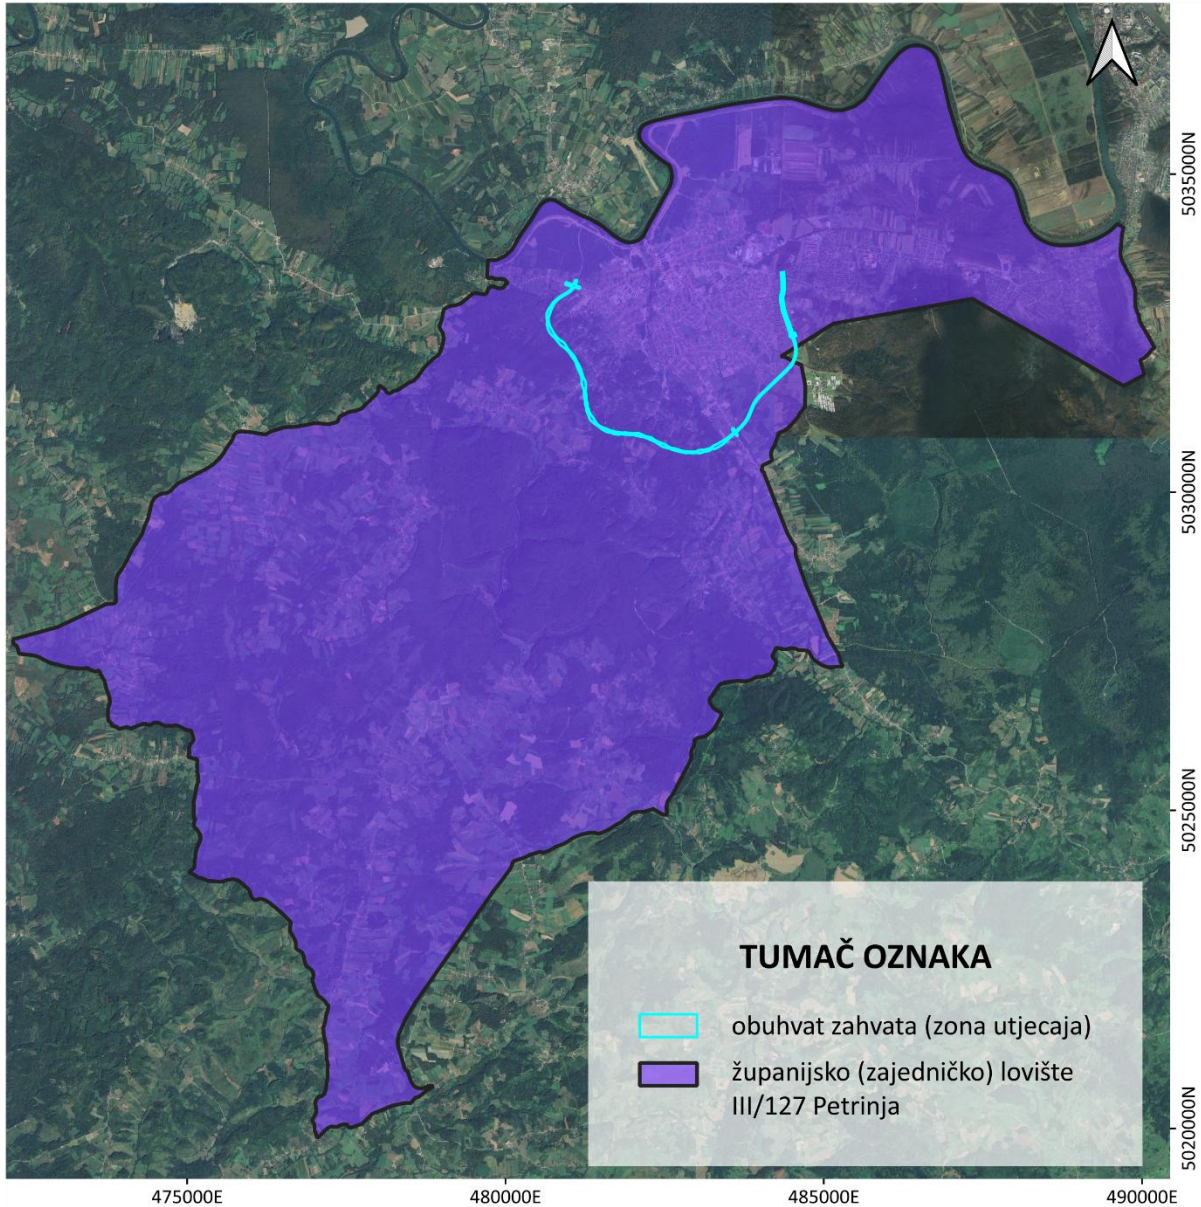 5035000N
5030000N
5025000N
5020000N
TUMAČ OZNAKA
obuhvat zahvata (zona utjecaja)
županijsko (zajedničko) lovište
III/127 Petrinja
475000E
480000E
485000E
490000E